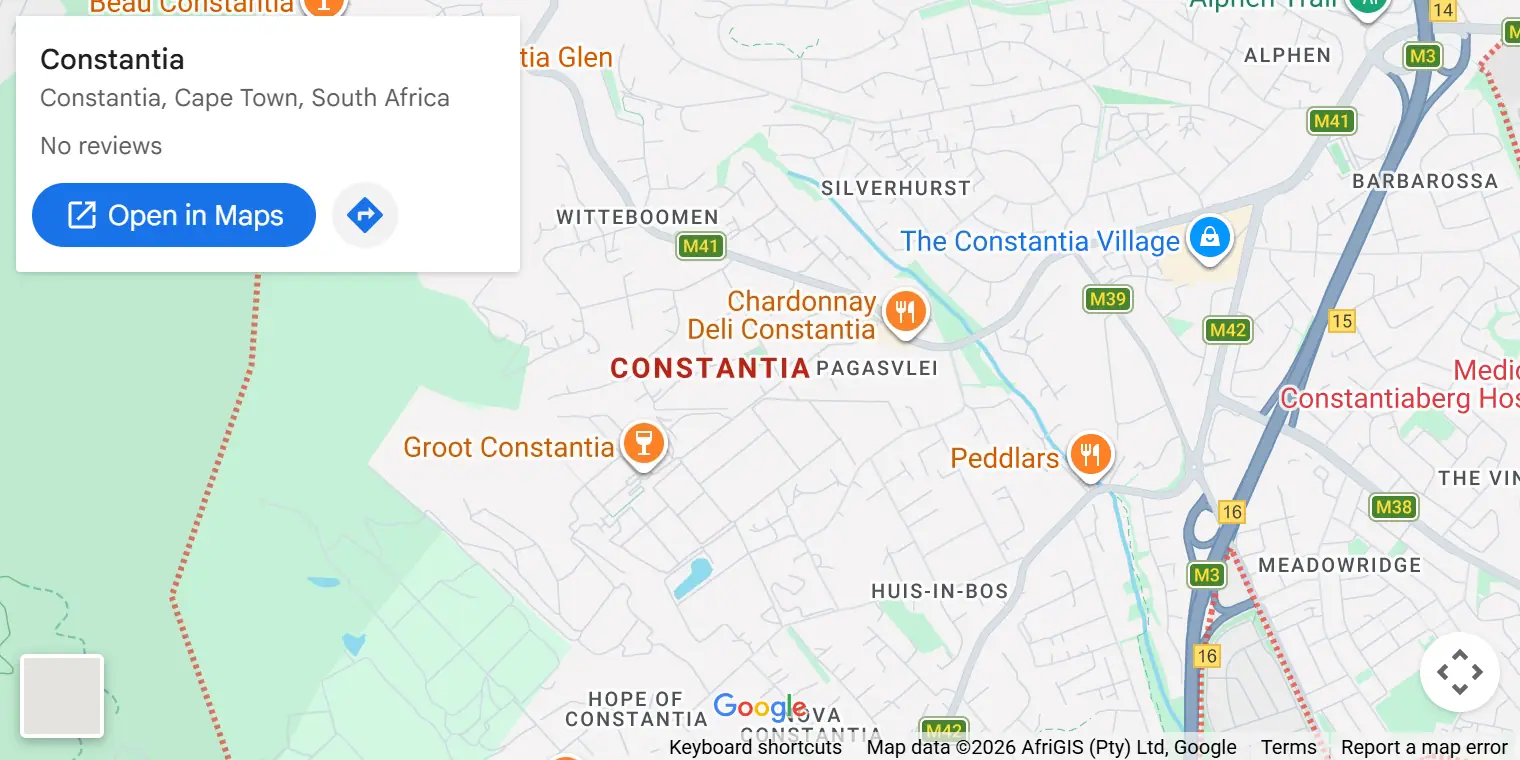 Beau Constantia
Alphen Trail
14
M3
Constantia
Constantia, Cape Town, South Africa
No reviews
Open in Maps
tia Glen
ALPHEN
M41
BARBAROSSA
SILVERHURST
WITTEBOOMEN
M41
The Constantia Village
Chardonnay
Deli Constantia
M39
M42
15
CONSTANTIA
PAGASVLEI
Medic
Constantiaberg Hos
Groot Constantia
Peddlars
THE VIN
M38
16
M3
MEADOWRIDGE
HUIS-IN-BOS
16
HOPE OF
CONSTANTIA
Google
NOVA
CONSTANTIA
M42
Keyboard shortcuts
Map data ©2026 AfriGIS (Pty) Ltd, Google
Terms
Report a map error